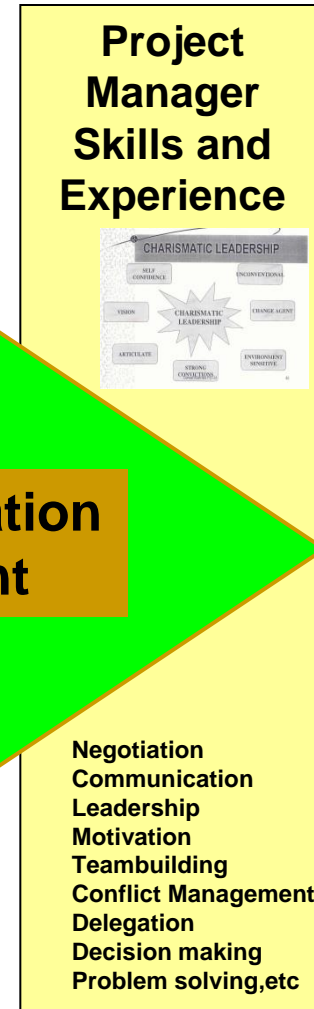 Project
Manager
Skills and
Experience
CHARISMATIC LEADERSHIP
SELF
CONFIDENCE
UNCONVENTIONAL
VISION
CHARISMATIC
LEADERSHIP
CHANGE AGENT
ARTICULATE
STRONG
CONVICTIONS
ENVIRONMENT
SENSITIVE
ation
nt
Negotiation
Communication
Leadership
Motivation
Teambuilding
Conflict Management
Delegation
Decision making
Problem solving,etc